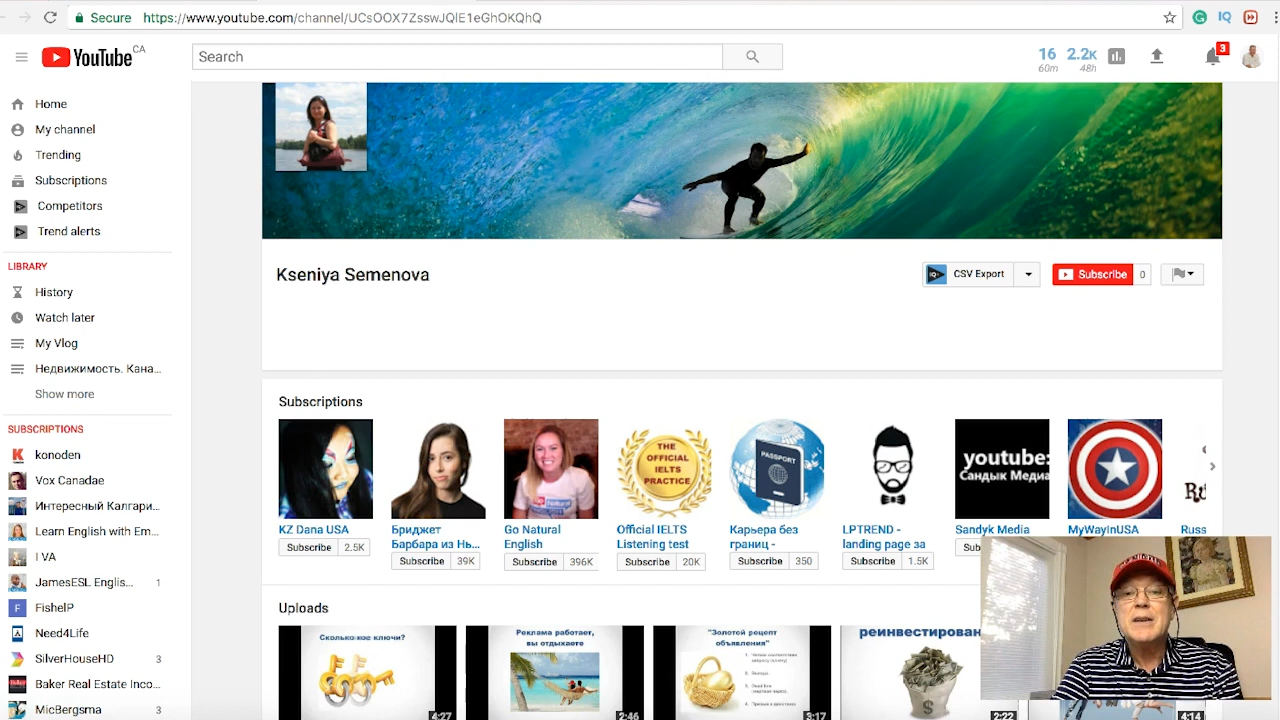 Secure https://www.youtube.com/channel/UCsOOX7ZsswJQlE1eGhOKQhQ
YouTube CA
Search
16 2.2K
60m 48h
3
Home
My channel
Trending
Subscriptions
Competitors
Trend alerts
LIBRARY
History
Watch later
My Vlog
Недвижимость. Кана...
Show more
SUBSCRIPTIONS
konoden
Vox Calidae
Интересный Калгари...
Learn English with Em...
I VA
JamesESL Englis... 1
FishelP
Need4Life
SilverHouseHD 3
Black Real Estate Inco...
3
Kseniya Semenova
CSV Export
Subscribe 0
Subscriptions
THE
OFFICIAL
IELTS
PRACTICE
PASSPORT
youtube:
Сандык Медиа
KZ Dana USA
Subscribe 2.5K
Бриджет
Барбара из Нь...
Subscribe 39K
Go Natural
English
Subscribe 396K
Official IELTS
Listening test
Subscribe 20K
Карьера без
границ -
Subscribe 350
LPTREND -
landing page за
Subscribe 1.5K
Sandyk Media
Sub
MyWayInUSA
Russ
Uploads
Сколько же ключи?
4:27
Реклама работает,
вы отдыхаете
2:46
"Золотой рецепт
объявления"
3:17
реинвестирован
$
2:22
4:14